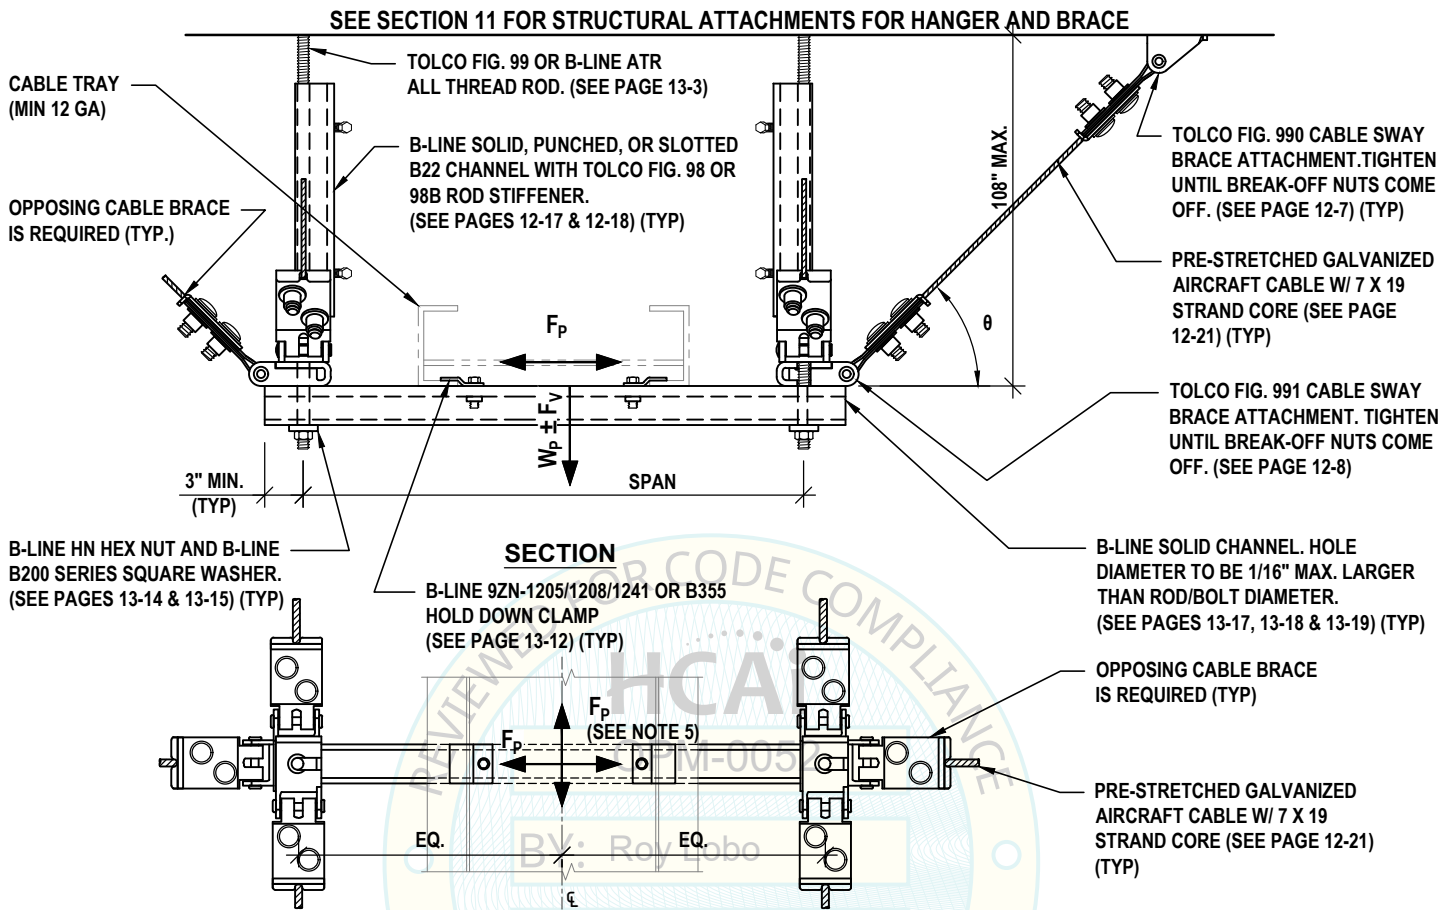 SEE SECTION 11 FOR STRUCTURAL ATTACHMENTS FOR HANGER AND BRACE
CABLE TRAY
(MIN 12 GA)
TOLCO FIG. 99 OR B-LINE ATR
ALL THREAD ROD. (SEE PAGE 13-3)
B-LINE SOLID, PUNCHED, OR SLOTTED
B22 CHANNEL WITH TOLCO FIG. 98 OR
98B ROD STIFFENER.
(SEE PAGES 12-17 & 12-18) (TYP)
OPPOSING CABLE BRACE
IS REQUIRED (TYP.)
108" MAX.
TOLCO FIG. 990 CABLE SWAY
BRACE ATTACHMENT.TIGHTEN
UNTIL BREAK-OFF NUTS COME
OFF. (SEE PAGE 12-7) (TYP)
PRE-STRETCHED GALVANIZED
AIRCRAFT CABLE W/ 7 X 19
STRAND CORE (SEE PAGE
12-21) (TYP)
FP
θ
WP ± FV
TOLCO FIG. 991 CABLE SWAY
BRACE ATTACHMENT. TIGHTEN
UNTIL BREAK-OFF NUTS COME
OFF. (SEE PAGE 12-8)
3" MIN.
(TYP)
SPAN
B-LINE HN HEX NUT AND B-LINE
B200 SERIES SQUARE WASHER.
(SEE PAGES 13-14 & 13-15) (TYP)
SECTION
B-LINE 9ZN-1205/1208/1241 OR B355
HOLD DOWN CLAMP
(SEE PAGE 13-12) (TYP)
B-LINE SOLID CHANNEL. HOLE
DIAMETER TO BE 1/16" MAX. LARGER
THAN ROD/BOLT DIAMETER.
(SEE PAGES 13-17, 13-18 & 13-19) (TYP)
OPPOSING CABLE BRACE
IS REQUIRED (TYP)
REVIEWED FOR CODE COMPLIANCE
HCAi
OPM-0052
FP
(SEE NOTE 5)
FP
PRE-STRETCHED GALVANIZED
AIRCRAFT CABLE W/ 7 X 19
STRAND CORE (SEE PAGE 12-21)
(TYP)
EQ.
EQ.
BY: Roy Lobo
℄